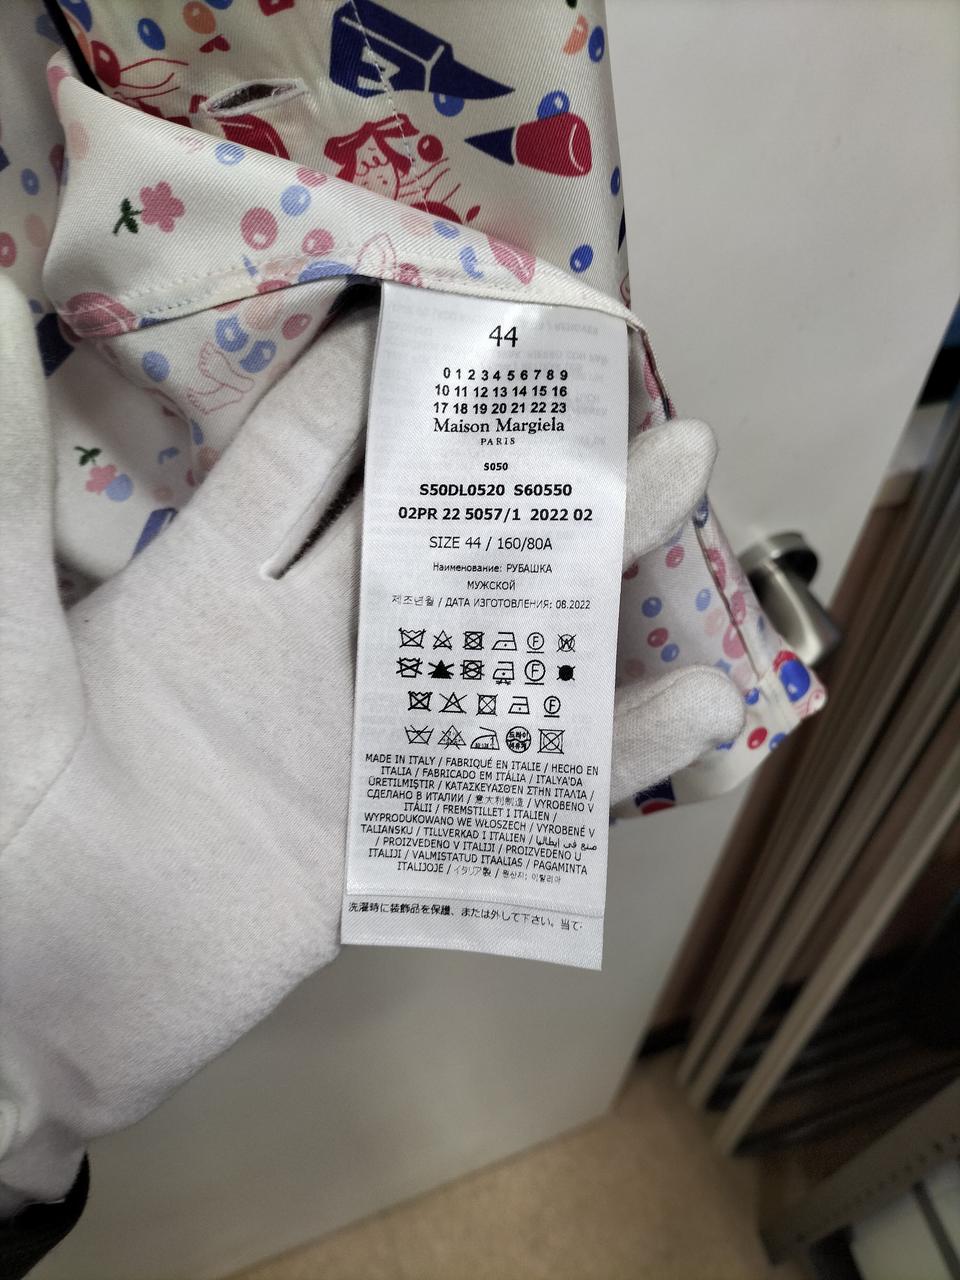 44
0 1 2 3 4 5 6 7 8 9
10 11 12 13 14 15 16
17 18 19 20 21 22 23
Maison Margiela
PARIS
S050
S50DL0520 S60550
02PR 22 5057/1 2022 02
SIZE 44 / 160/80A
Наименование: РУБАШКА
МУЖСКОЙ
제조년월 / ДАТА ИЗГОТОВЛЕНИЯ: 08.2022
MADE IN ITALY / FABRIQUÉ EN ITALIE / HECHO EN
ITALIA / FABRICADO EM ITÁLIA / ITALYA'DA
ÜRETILMIŞTIR / ΚΑΤΑΣΚΕΥΑΣΘΕΝ ΣΤΗΝ ΙΤΑΛΙΑ /
СДЕЛАНО В ИТАЛИИ / 意大利制造 / VYROBENO V
ITÁLII / FREMSTILLET I ITALIEN /
WYPRODUKOWANO WE WŁOSZECH / VYROBENÉ V
TALIANSKU / TILLVERKAD I ITALIEN / صنع في إيطاليا
/ PROIZVEDENO V ITALIJI / PROIZVEDENO U
ITALIJI / VALMISTATUD ITAALIAS / PAGAMINTA
ITALIJOJE / イタリア製 / 원산지: 이탈리아
洗濯時に装飾品を保護、または外して下さい。当て